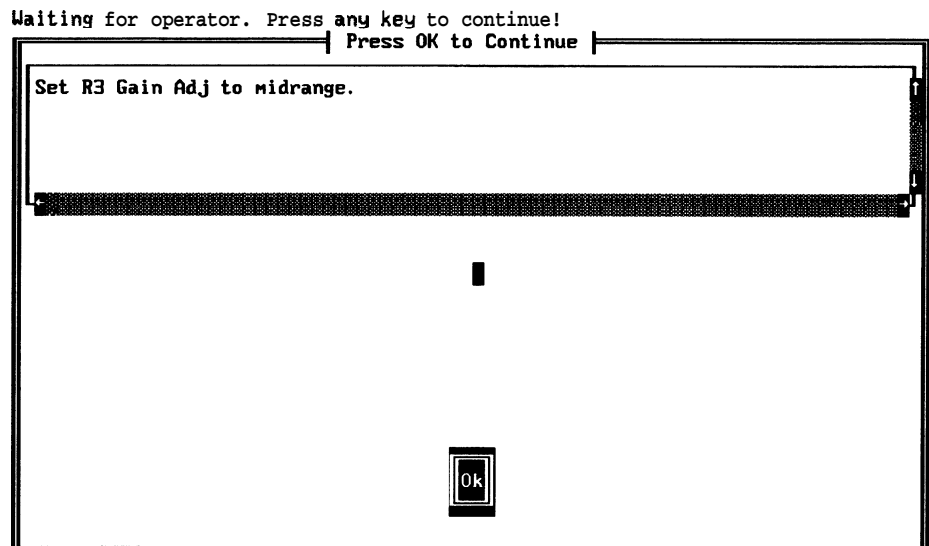 Waiting for operator. Press any key to continue!
Press OK to Continue
Set R3 Gain Adj to midrange.
Ok